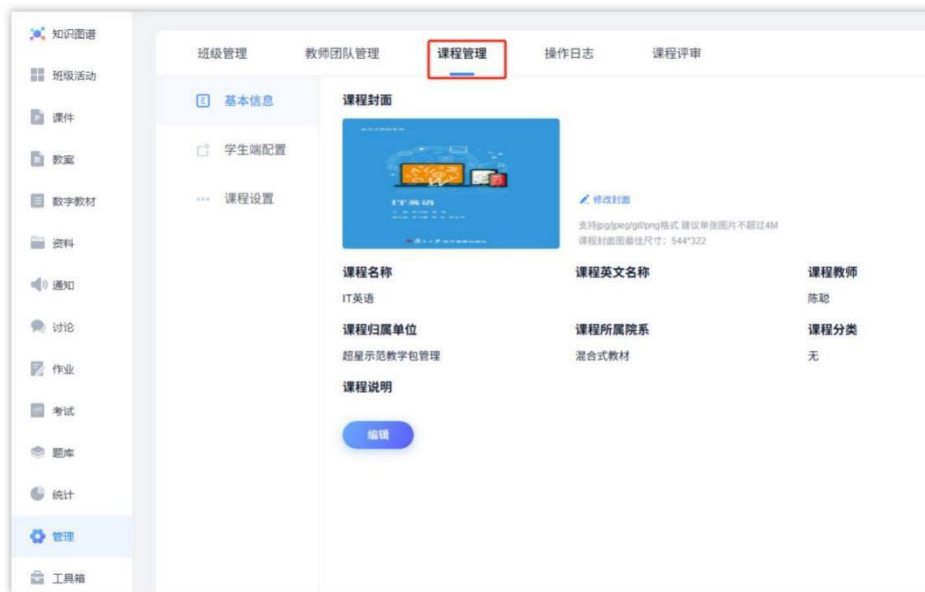 知识图谱
班级活动
课件
教案
数字教材
资料
通知
讨论
作业
考试
题库
统计
管理
工具箱
班级管理 教师团队管理 课程管理 操作日志 课程评审
基本信息
学生端配置
课程设置
课程封面
IT英语
修改封面
支持jpg/jpeg/gif/png格式 建议单张图片不超过4M
课程封面图最佳尺寸：544*322
课程名称 课程英文名称 课程教师
IT英语 陈聪
课程归属单位 课程所属院系 课程分类
超星示范教学包管理 混合式教材 无
课程说明
编辑